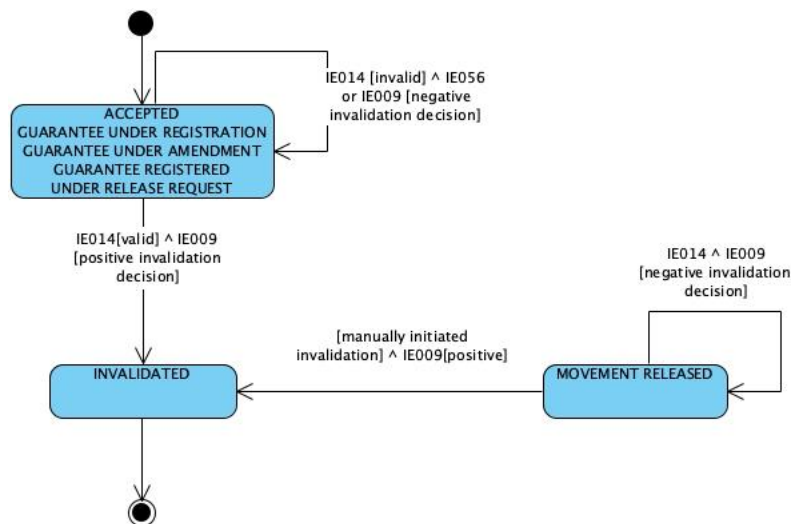 IE014 [invalid] ^ IE056
or IE009 [negative
invalidation decision]
ACCEPTED
GUARANTEE UNDER REGISTRATION
GUARANTEE UNDER AMENDMENT
GUARANTEE REGISTERED
UNDER RELEASE REQUEST
IE014[valid] ^ IE009
[positive invalidation
decision]
IE014 ^ IE009
[negative invalidation
decision]
[manually initiated
invalidation] ^ IE009[positive]
INVALIDATED
MOVEMENT RELEASED